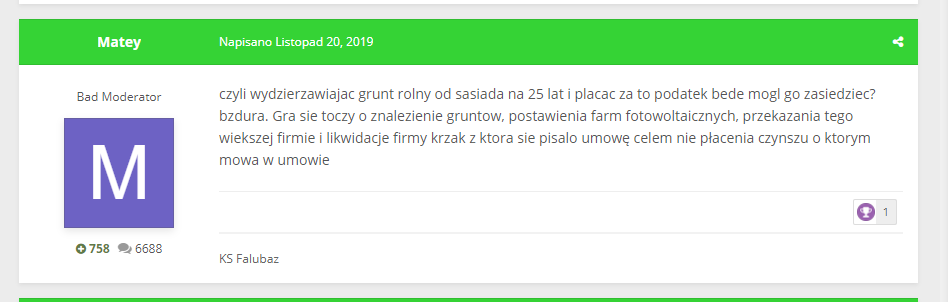 Matey
Napisano Listopad 20, 2019
Bad Moderator
M
758 6688
czyli wydzierzawiajac grunt rolny od sasiada na 25 lat i placac za to podatek bede mogl go zasiedziec?
bzdura. Gra sie toczy o znalezienie gruntow, postawienia farm fotowoltaicznych, przekazania tego
wiekszej firmie i likwidacje firmy krzak z ktora sie pisalo umowę celem nie płacenia czynszu o ktorym
mowa w umowie
1
KS Falubaz